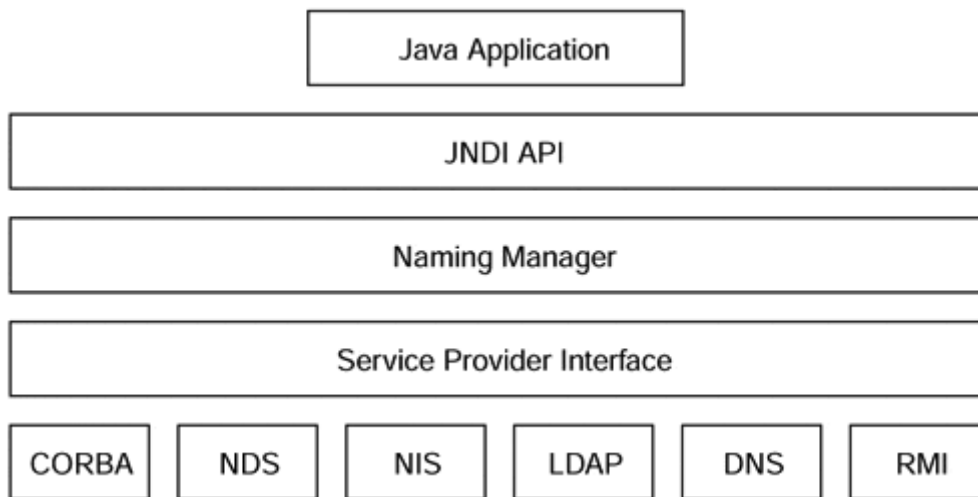 Java Application
JNDI API
Naming Manager
Service Provider Interface
CORBA NDS NIS LDAP DNS RMI